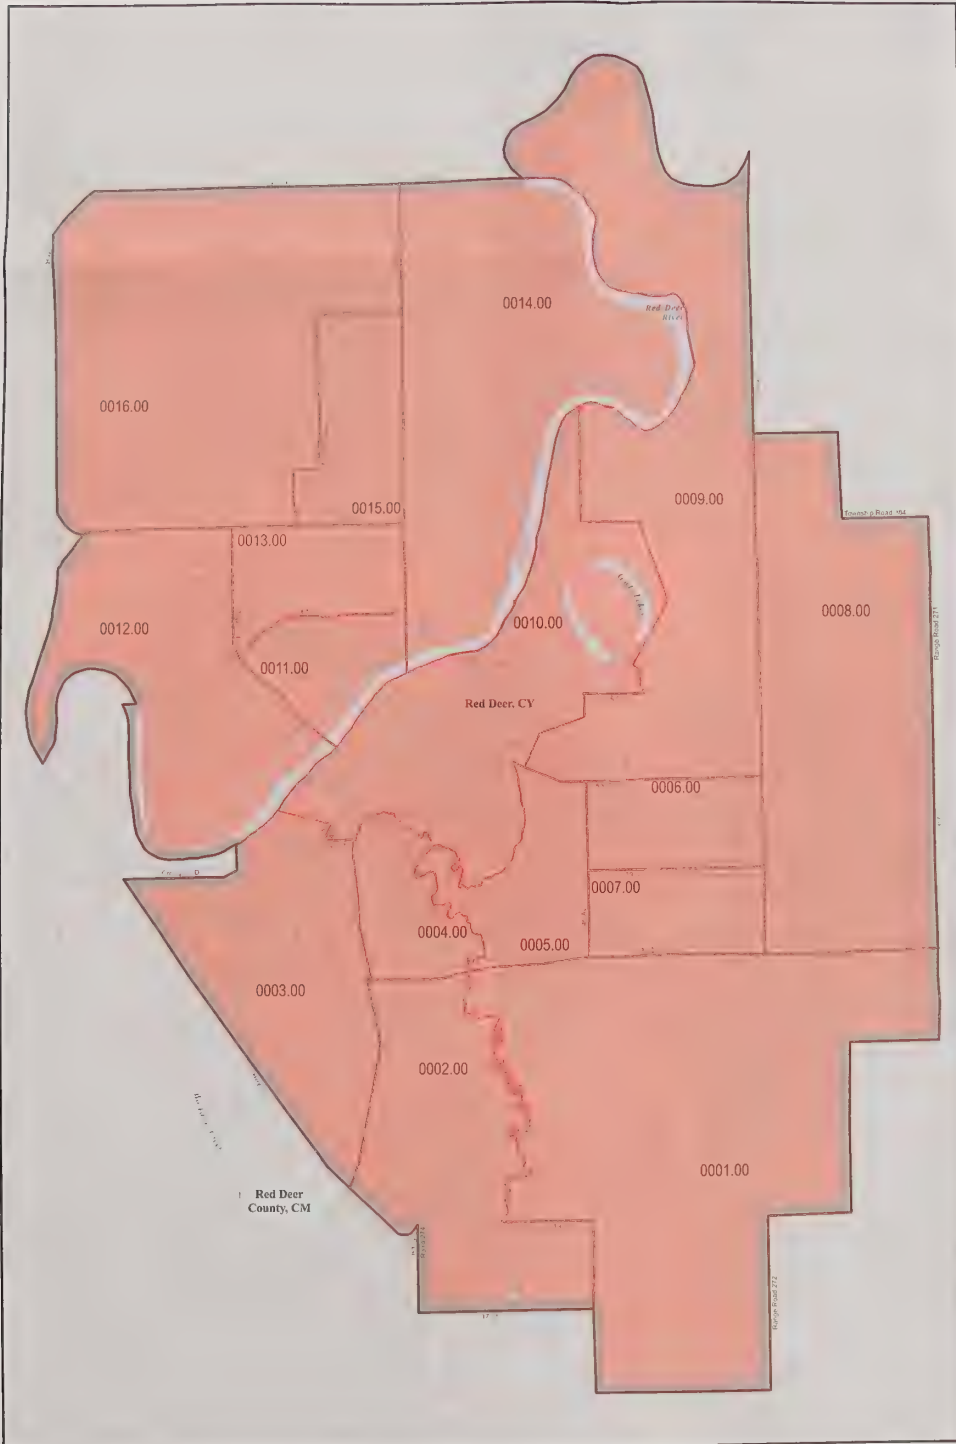 0014.00
Red Deer
River
0016.00
0009.00
0015.00
Township Road 384
0013.00
0008.00
0010.00
0012.00
Range Road 271
0011.00
Red Deer, CY
0006.00
0007.00
0004.00
0005.00
0003.00
0002.00
0001.00
Red Deer
County, CM
Range Road 272